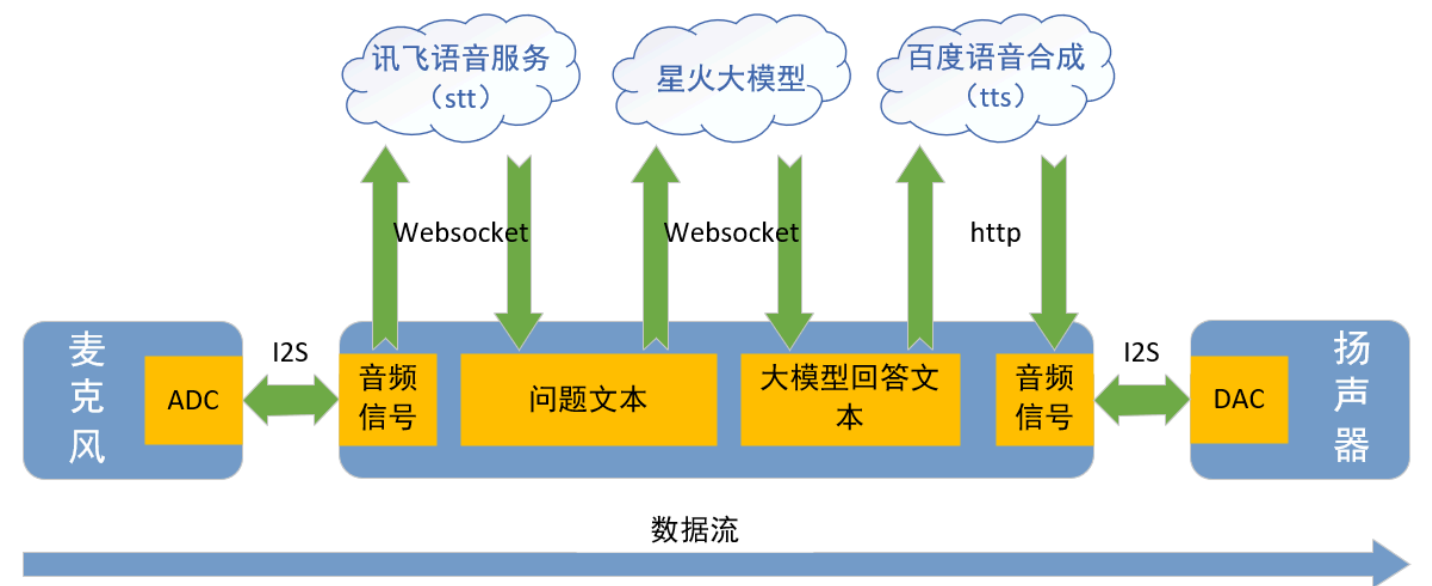 讯飞语音服务
（stt）
星火大模型
百度语音合成
（tts）
Websocket
Websocket
http
麦克风
ADC
I2S
音频
信号
问题文本
大模型回答文
本
音频
信号
I2S
DAC
扬声器
数据流